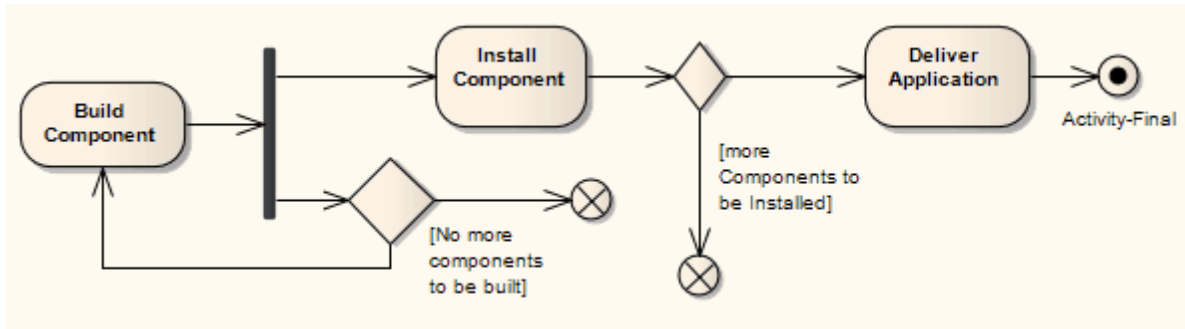 Build
Component
Install
Component
Deliver
Application
Activity-Final
[more
Components to
be Installed]
[No more
components
to be built]